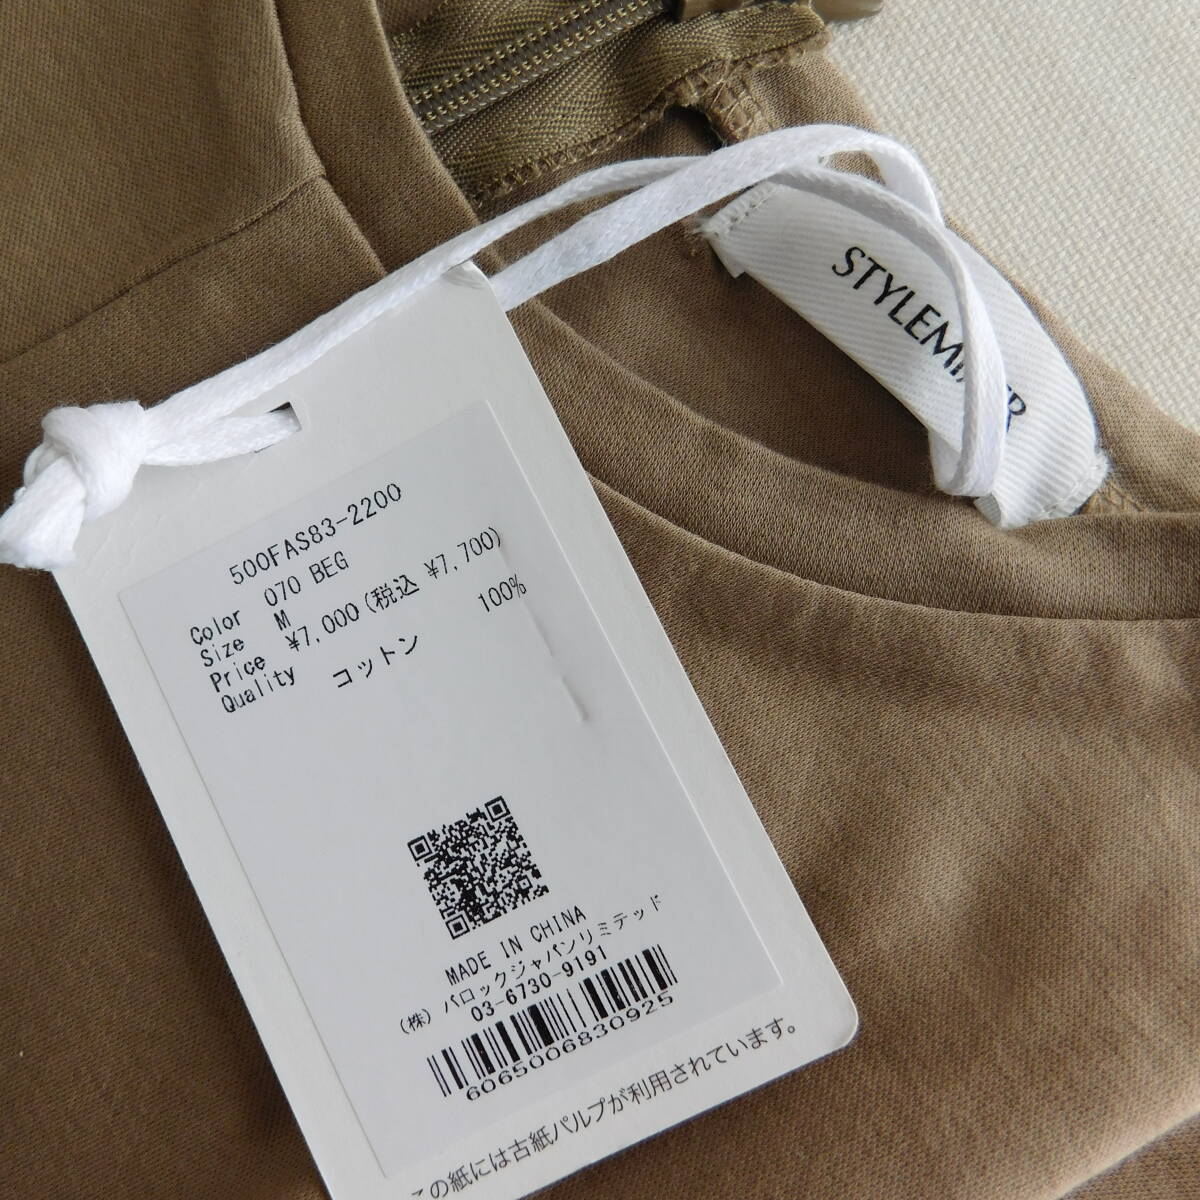 500FAS83-2200
Color 070 BEG
Size M
Price ¥7,000(税込 ¥7,700)
Quality コットン 100%
MADE IN CHINA
(株) バロックジャパンリミテッド
03-6730-9191
6065006830925
この紙には古紙パルプが利用されています。